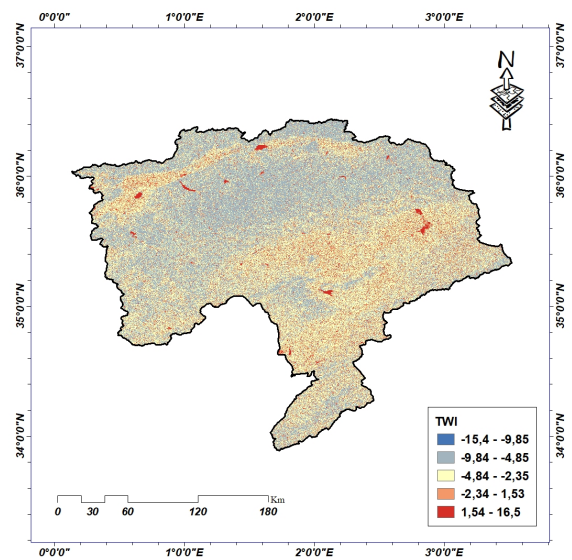 0°0'0" 1°0'0"E 2°0'0"E 3°0'0"E
37°0'0"N 37°0'0"N
N
36°0'0"N 36°0'0"N
35°0'0"N 35°0'0"N
34°0'0"N 34°0'0"N
TWI
-15,4 - -9,85
-9,84 - -4,85
-4,84 - -2,35
-2,34 - 1,53
1,54 - 16,5
Km
0 30 60 120 180
0°0'0" 1°0'0"E 2°0'0"E 3°0'0"E